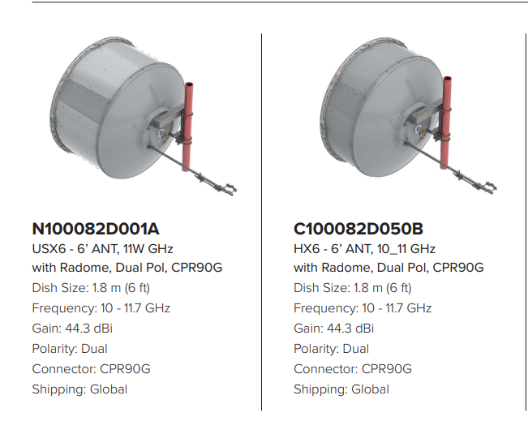 N100082D001A
USX6 - 6’ ANT, 11W GHz
with Radome, Dual Pol, CPR90G
Dish Size: 1.8 m (6 ft)
Frequency: 10 - 11.7 GHz
Gain: 44.3 dBi
Polarity: Dual
Connector: CPR90G
Shipping: Global
C100082D050B
HX6 - 6’ ANT, 10_11 GHz
with Radome, Dual Pol, CPR90G
Dish Size: 1.8 m (6 ft)
Frequency: 10 - 11.7 GHz
Gain: 44.3 dBi
Polarity: Dual
Connector: CPR90G
Shipping: Global